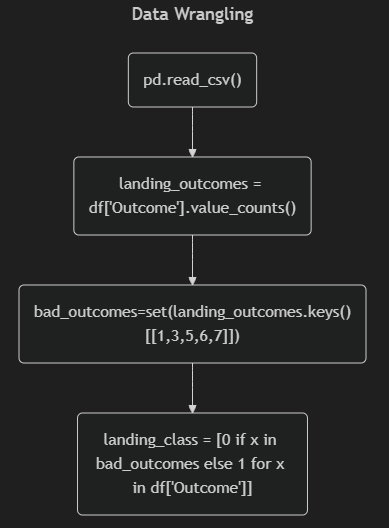 Data Wrangling
pd.read_csv()
landing_outcomes =
df['Outcome'].value_counts()
bad_outcomes=set(landing_outcomes.keys()
[[1,3,5,6,7]])
landing_class = [0 if x in
bad_outcomes else 1 for x
in df['Outcome']]